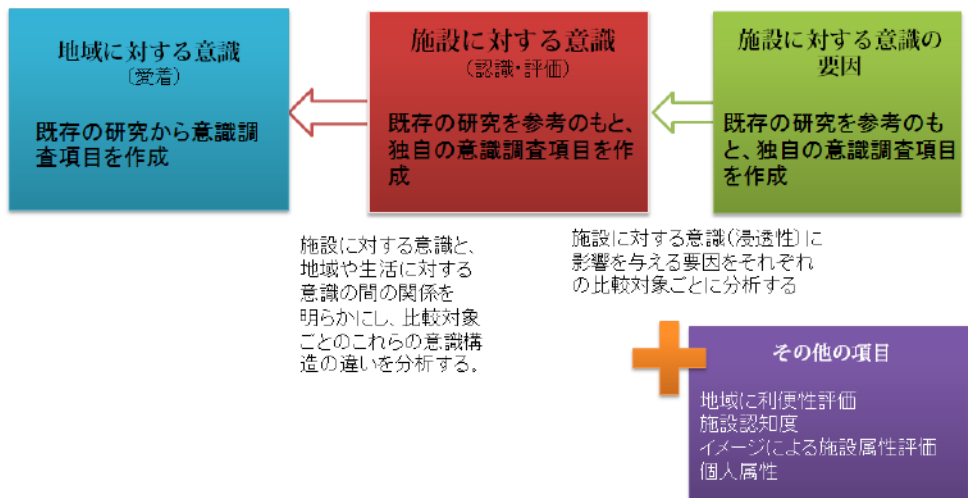 地域に対する意識
（愛着）
既存の研究から意識調
査項目を作成
施設に対する意識
（認識・評価）
既存の研究を参考のもと、
独自の意識調査項目を作
成
施設に対する意識の
要因
既存の研究を参考のも
と、独自の意識調査項目
を作成
施設に対する意識と、
地域や生活に対する
意識の間の関係を
明らかにし、比較対象
ごとのこれらの意識構
造の違いを分析する。
施設に対する意識（浸透性）に
影響を与える要因をそれぞれ
の比較対象ごとに分析する
その他の項目
地域に利便性評価
施設認知度
イメージによる施設属性評価
個人属性